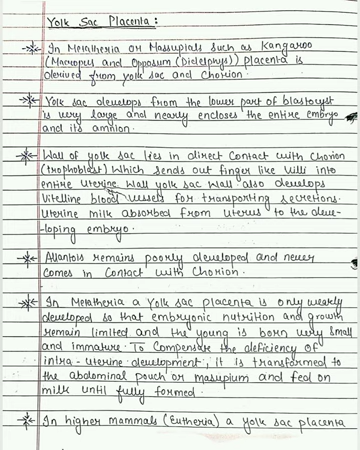 Yolk Sac Placenta :
In Metatheria or Massupials such as Kangaroo
(Macropus and Opposum (Didelphys)) placenta is
derived from yolk sac and Chorion.
Yolk sac develops from the lower part of blastocyst
is very large and nearly encloses the entire embryo
and its amnion.
Wall of yolk sac lies in direct Contact with Chorion
(trophoblast) Which sends out finger like Villi into
entire Uterine Wall yolk sac wall also develops
Vitelline blood vessels for transporting secretions.
Uterine milk absorbed from Uterus to the deve-
-loping embryo.
Allantois remains poorly developed and never
comes in Contact with Chorion.
In Metatheria a Yolk sac placenta is only weakly
developed so that embryonic nutrition and growth
remain limited and the young is born very small
and immature. To Compensate the deficiency of
intra-uterine development, it is transformed to
the abdominal pouch or masupium and fed on
milk until fully formed.
In higher mammals (Eutheria) a yolk sac placenta